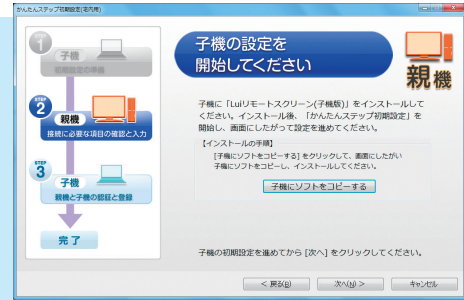 かんたんステップ初期設定(宅内用)
STEP
1
子機
初期設定の準備
STEP
2
親機
接続に必要な項目の確認と入力
STEP
3
子機
親機と子機の認証と登録
完了
子機の設定を
開始してください
親機
子機に「Luiリモートスクリーン(子機版)」をインストールして
ください。インストール後、「かんたんステップ初期設定」を
開始し、画面にしたがって設定を進めてください。
【インストールの手順】
[子機にソフトをコピーする]をクリックして、画面にしたがい
子機にソフトをコピーし、インストールしてください。
子機にソフトをコピーする
子機の初期設定を進めてから [次へ] をクリックしてください。
< 戻る(B)
次へ(N) >
キャンセル